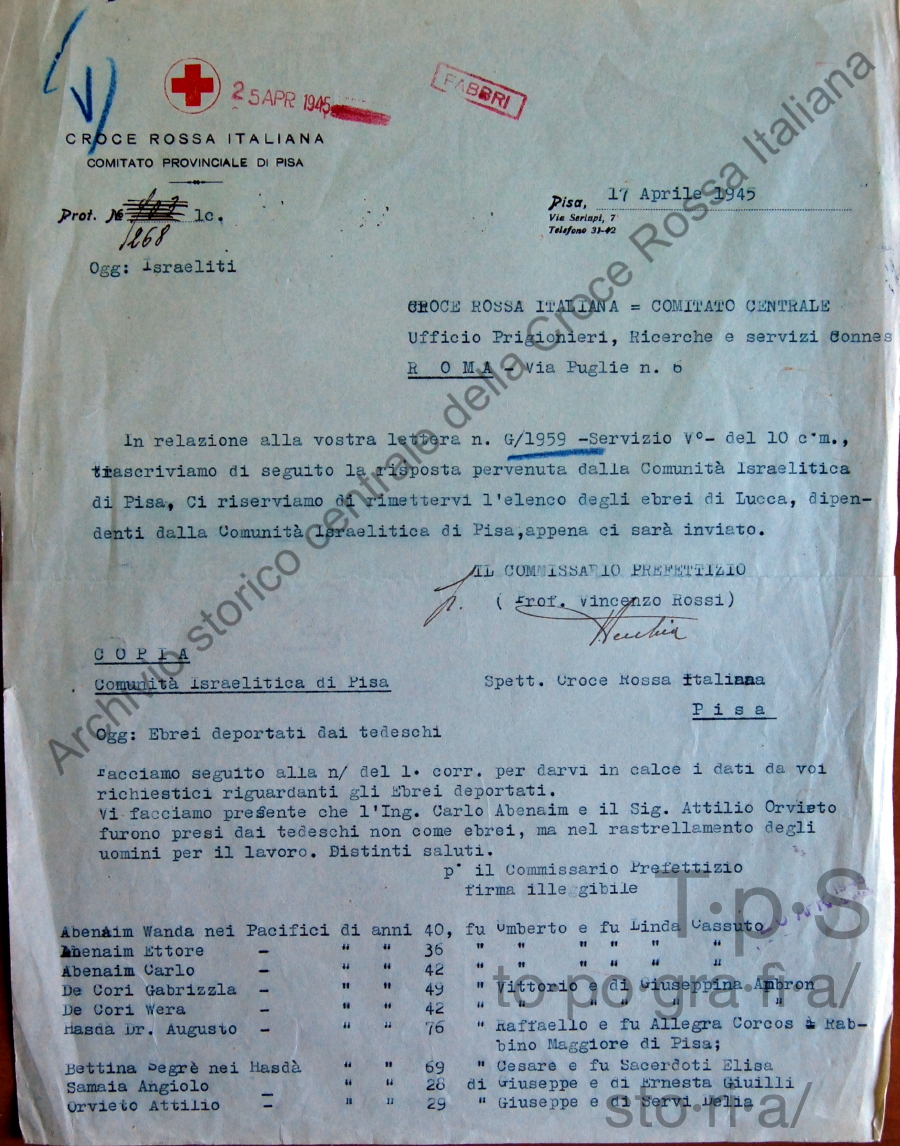 25 APR 1945
FABBRI
CROCE ROSSA ITALIANA
COMITATO PROVINCIALE DI PISA
Prot. № 1c.
1268
Pisa, 17 Aprile 1945
Via Serlupi, 7
Telefono 31-42
Ogg: Israeliti
CROCE ROSSA ITALIANA = COMITATO CENTRALE
Ufficio Prigionieri, Ricerche e servizi Connes
R O M A - Via Puglie n. 6
In relazione alla vostra lettera n. G/1959 -Servizio V°- del 10 c.m.,
trascriviamo di seguito la risposta pervenuta dalla Comunità Israelitica
di Pisa, Ci riserviamo di rimettervi l'elenco degli ebrei di Lucca, dipen-
denti dalla Comunità Israelitica di Pisa,appena ci sarà inviato.
IL COMMISSARIO PREFETTIZIO
p. ( Prof. Vincenzo Rossi)
C O P I A
Comunità Israelitica di Pisa Spett. Croce Rossa Italiana
P i s a
Ogg: Ebrei deportati dai tedeschi
Facciamo seguito alla n/ del 1. corr. per darvi in calce i dati da voi
richiestici riguardanti gli Ebrei deportati.
Vi facciamo presente che l'Ing. Carlo Abenaim e il Sig. Attilio Orvieto
furono presi dai tedeschi non come ebrei, ma nel rastrellamento degli
uomini per il lavoro. Distinti saluti.
p. il Commissario Prefettizio
firma illeggibile
Abenaim Wanda nei Pacifici di anni 40, fu Umberto e fu Linda Cassuto
Abenaim Ettore - " " 36 " " " " " "
Abenaim Carlo - " " 42 " " " " " "
De Cori Gabrizzla - " " 49 " Vittorio e di Giuseppina Ambron
De Cori Wera - " " 42 " " " " " "
Hasda Dr. Augusto - " " 76 " Raffaello e fu Allegra Corcos à Rab-
bino Maggiore di Pisa;
Bettina Segrè nei Hasdà " " 69 " Cesare e fu Sacerdoti Elisa
Samaia Angiolo - " " 28 di Giuseppe e di Ernesta Giuilli
Orvieto Attilio - " " 29 " Giuseppe e di Servi Delia
Archivio storico centrale della Croce Rossa Italiana
T·p·S
to·po·gra·fi·a/
sto·ri·a/